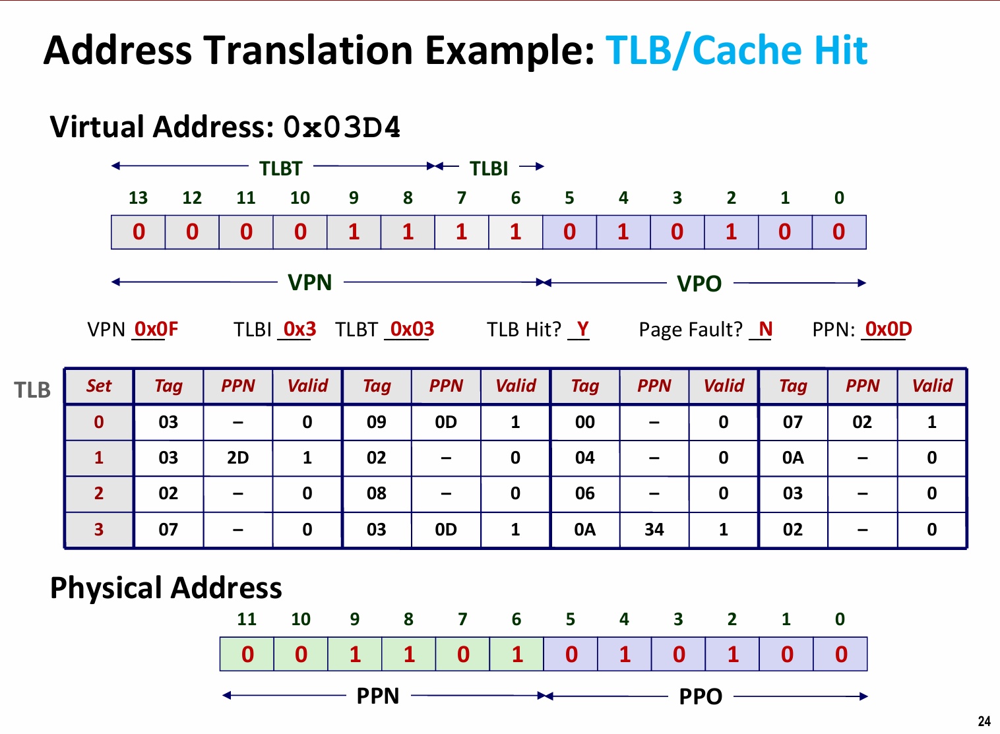 Address Translation Example: TLB/Cache Hit
Virtual Address: 0x03D4
TLBT TLBI
13 12 11 10 9 8 7 6 5 4 3 2 1 0
0 0 0 0 1 1 1 1 0 1 0 1 0 0
VPN VPO
VPN 0x0F TLBI 0x3 TLBT 0x03 TLB Hit? Y Page Fault? N PPN: 0x0D
TLB
Set Tag PPN Valid Tag PPN Valid Tag PPN Valid Tag PPN Valid
0 03 – 0 09 0D 1 00 – 0 07 02 1
1 03 2D 1 02 – 0 04 – 0 0A – 0
2 02 – 0 08 – 0 06 – 0 03 – 0
3 07 – 0 03 0D 1 0A 34 1 02 – 0
Physical Address
11 10 9 8 7 6 5 4 3 2 1 0
0 0 1 1 0 1 0 1 0 1 0 0
PPN PPO
24